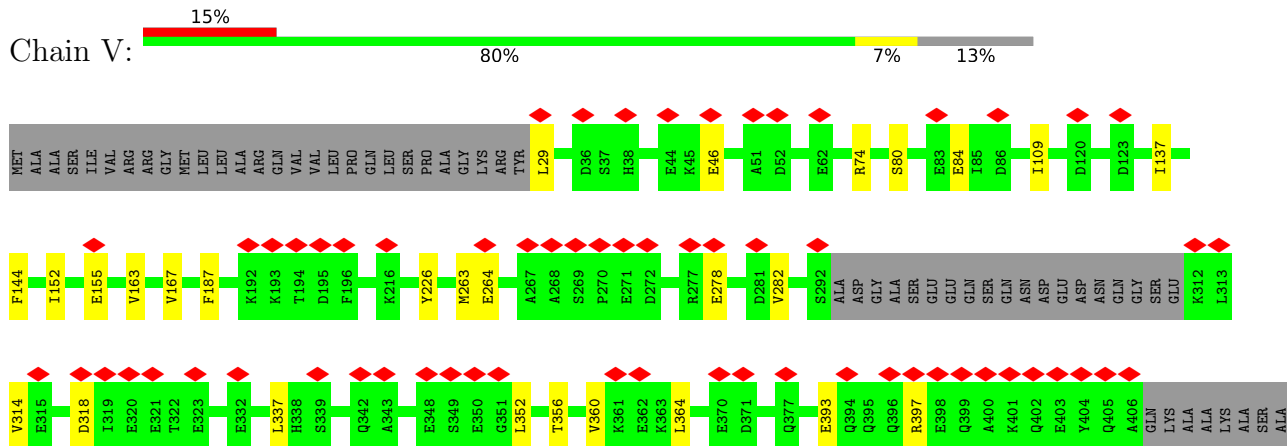 15%
Chain V:
80% 7% 13%
MET ALA ALA SER ILE VAL ARG ARG GLY MET LEU LEU ALA ARG GLN VAL VAL LEU PRO GLN LEU SER PRO ALA GLY LYS ARG TYR L29 D36 S37 H38 E44 K45 E46 A51 D52 E62 R74 S80 E83 E84 I85 D86 I109 D120 D123 I137
F144 I152 E155 V163 V167 F187 K192 K193 T194 D195 F196 K216 Y226 M263 E264 A267 A268 S269 P270 E271 D272 R277 E278 D281 V282 S292 ALA ASP GLY ALA SER GLU GLU GLN SER GLN ASN ASP GLU ASP ASN GLN GLY SER GLU K312 L313
V314 E315 D318 I319 E320 E321 T322 E323 E332 L337 H338 S339 Q342 A343 E348 S349 E350 G351 L352 T356 V360 K361 E362 K363 L364 E370 D371 Q377 E393 Q394 Q395 Q396 R397 E398 Q399 A400 K401 Q402 E403 Y404 Q405 A406 GLN LYS ALA ALA LYS ALA SER ALA